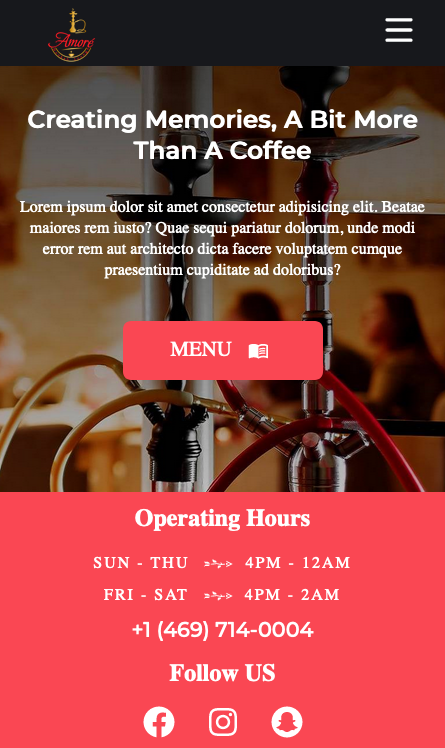 Amoré
Creating Memories, A Bit More
Than A Coffee
Lorem ipsum dolor sit amet consectetur adipisicing elit. Beatae
maiores rem iusto? Quae sequi pariatur dolorum, unde modi
error rem aut architecto dicta facere voluptatem cumque
praesentium cupiditate ad doloribus?
MENU
Operating Hours
SUN - THU 4PM - 12AM
FRI - SAT 4PM - 2AM
+1 (469) 714-0004
Follow US